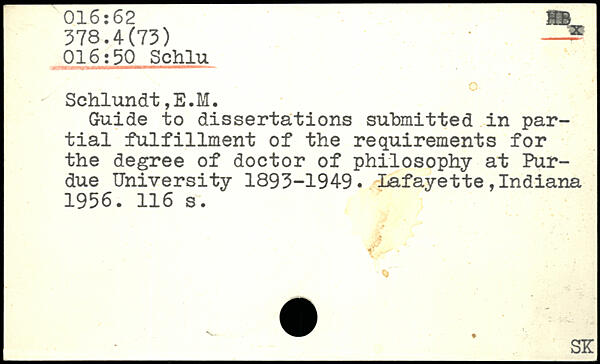 016:62
378.4(73)
016:50 Schlu
HB
x
Schlundt,E.M.
Guide to dissertations submitted in par-
tial fulfillment of the requirements for
the degree of doctor of philosophy at Pur-
due University 1893-1949. Lafayette,Indiana
1956. 116 s.
SK